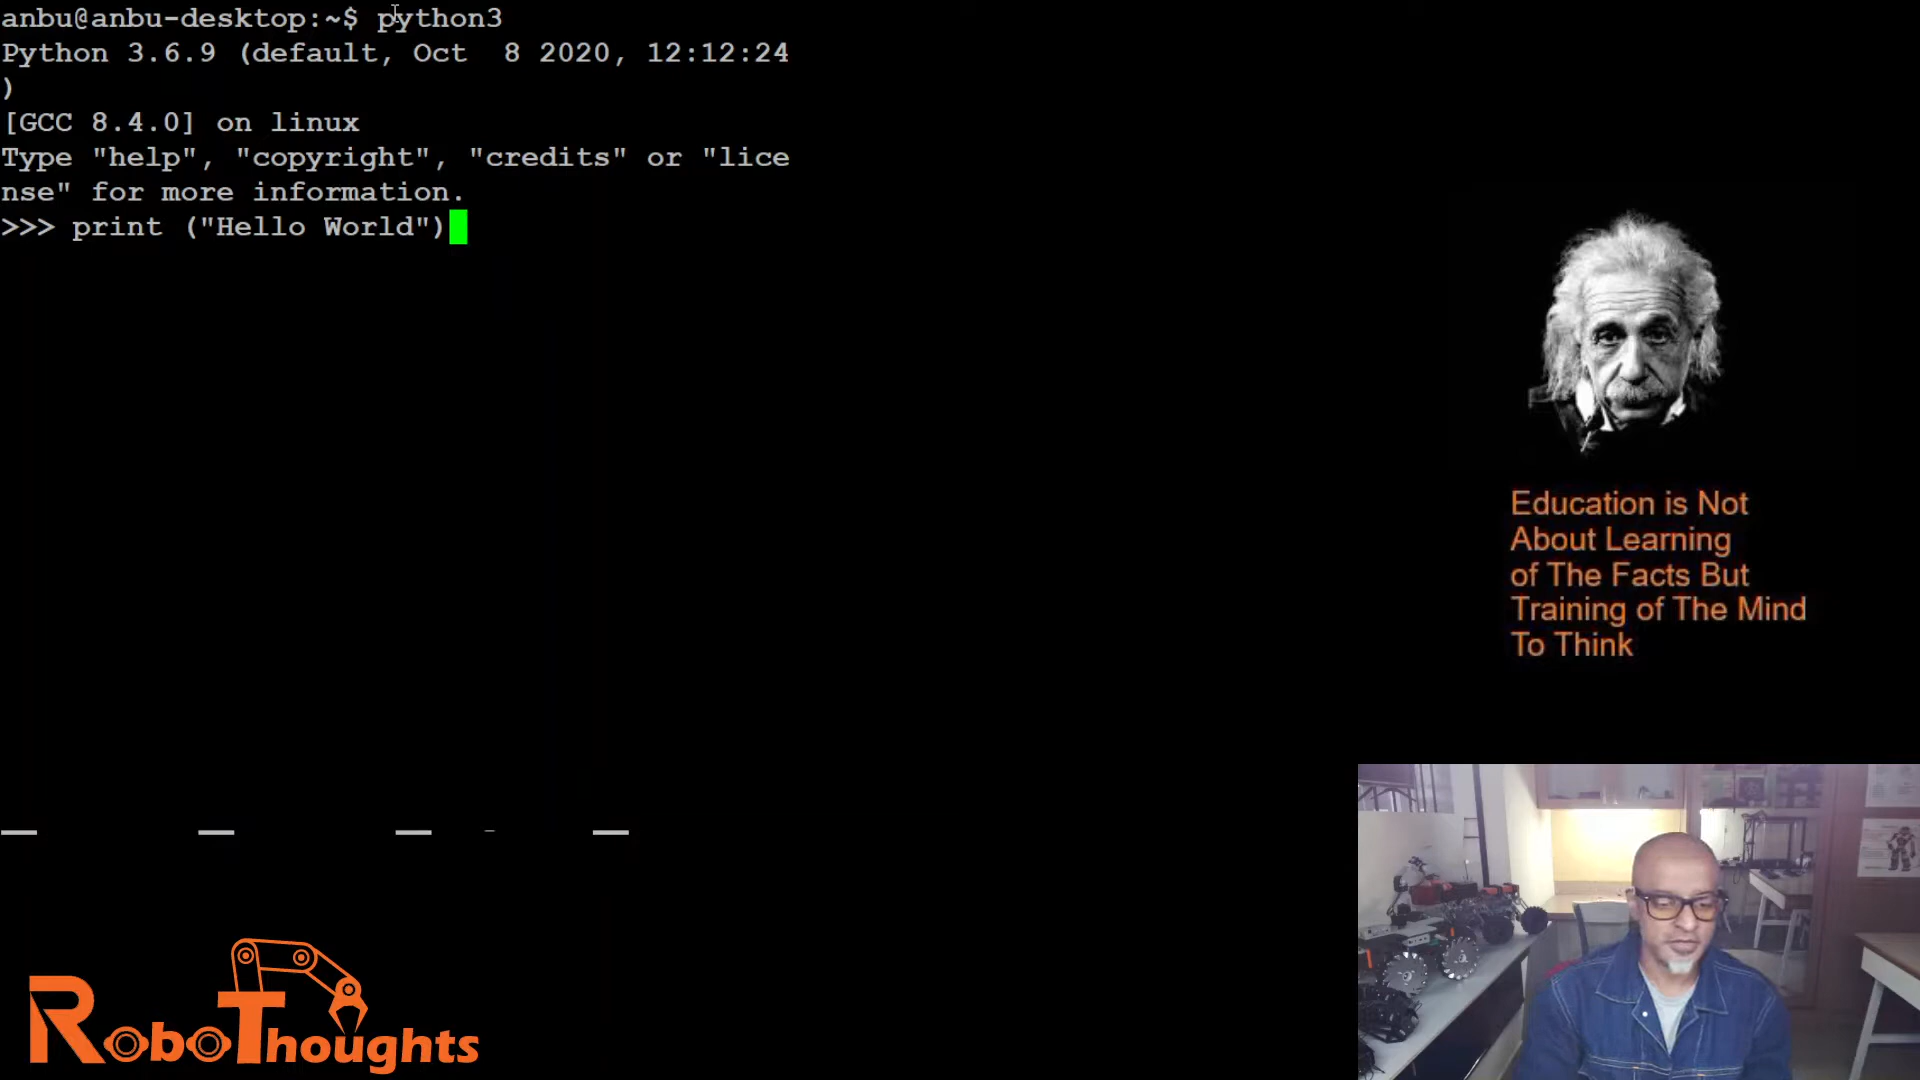 anbu@anbu-desktop:~$ python3
Python 3.6.9 (default, Oct  8 2020, 12:12:24
)
[GCC 8.4.0] on linux
Type "help", "copyright", "credits" or "lice
nse" for more information.
>>> print ("Hello World")
Education is Not
About Learning
of The Facts But
Training of The Mind
To Think
RoboThoughts